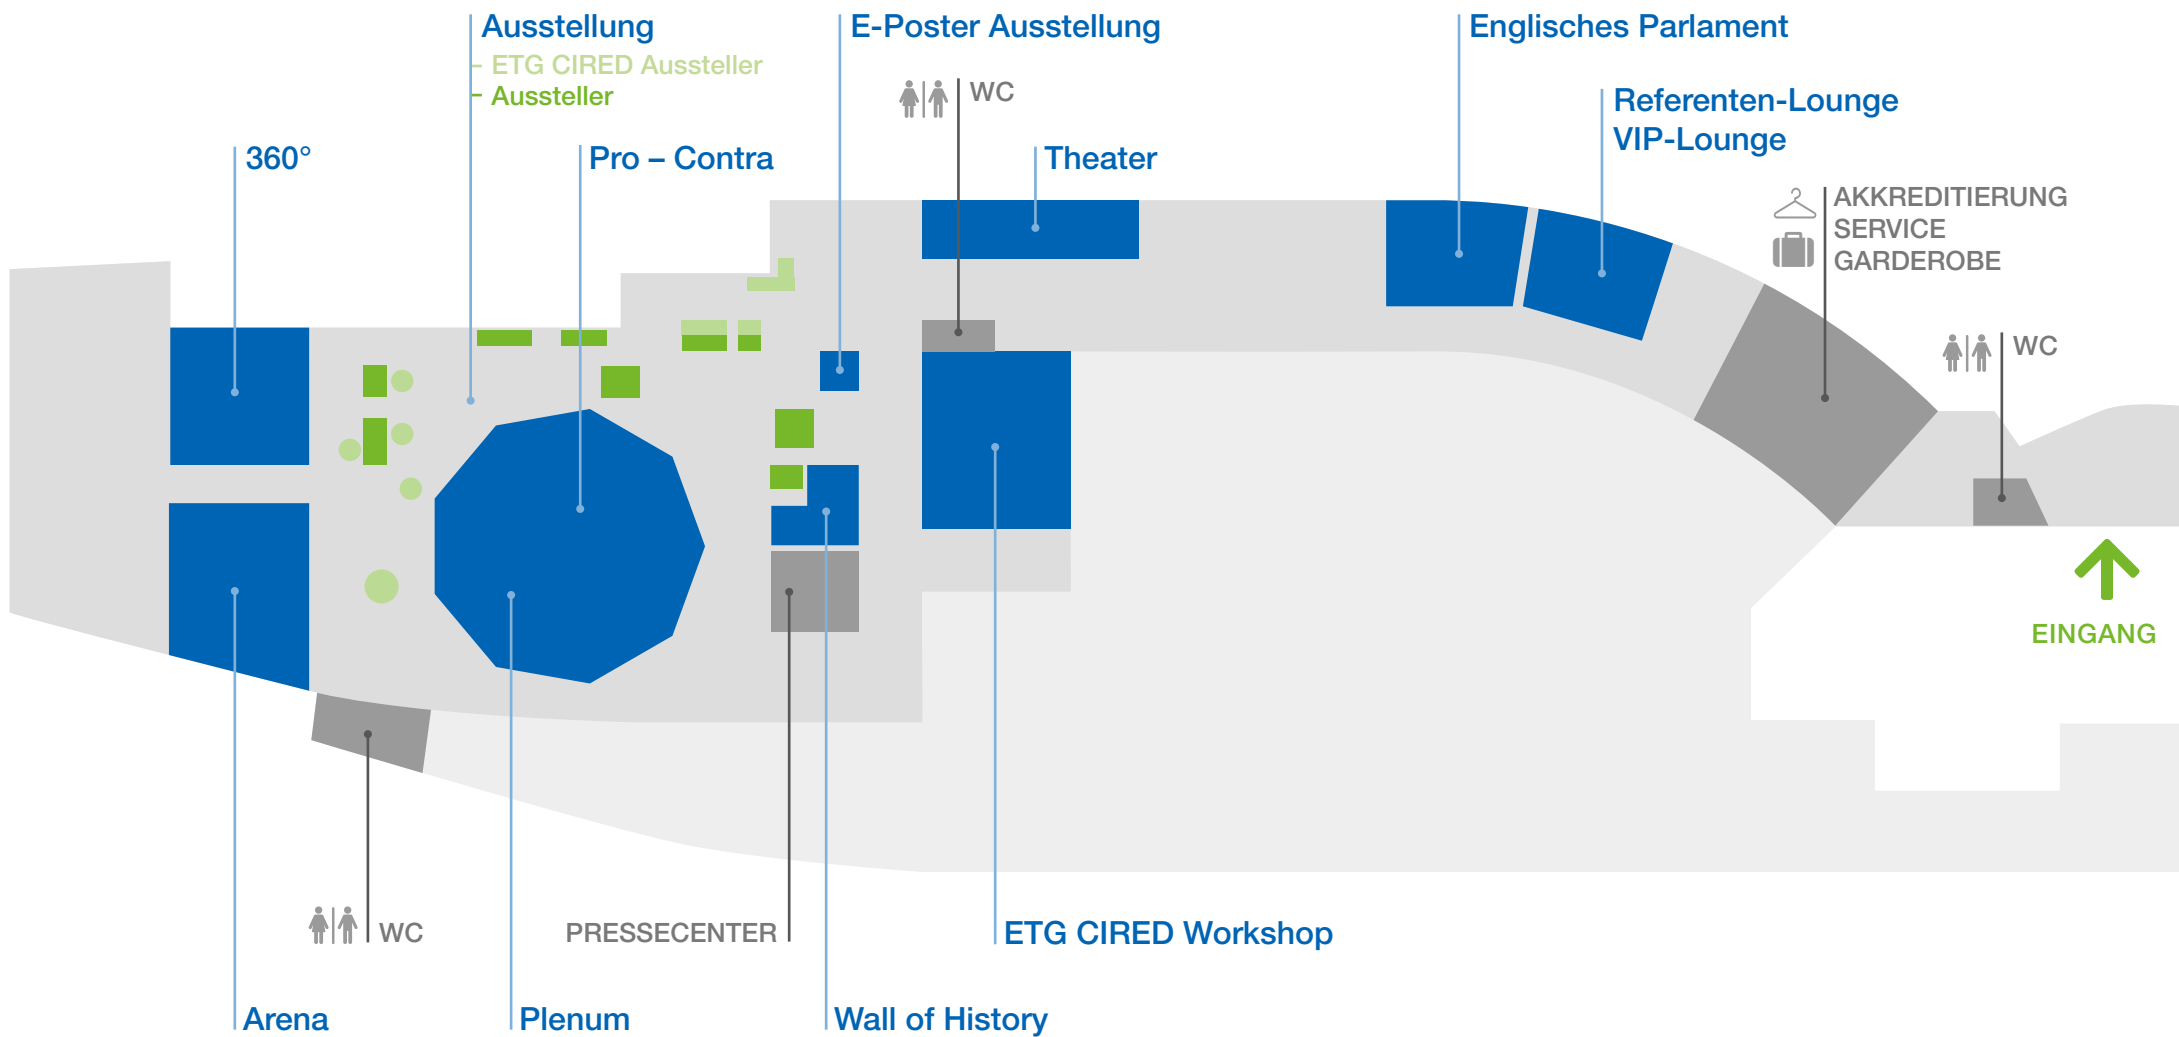 Ausstellung
ETG CIRED Aussteller
Aussteller
E-Poster Ausstellung
Englisches Parlament
WC
Referenten-Lounge
VIP-Lounge
360°
Pro – Contra
Theater
AKKREDITIERUNG
SERVICE
GARDEROBE
WC
EINGANG
WC
PRESSECENTER
ETG CIRED Workshop
Arena
Plenum
Wall of History